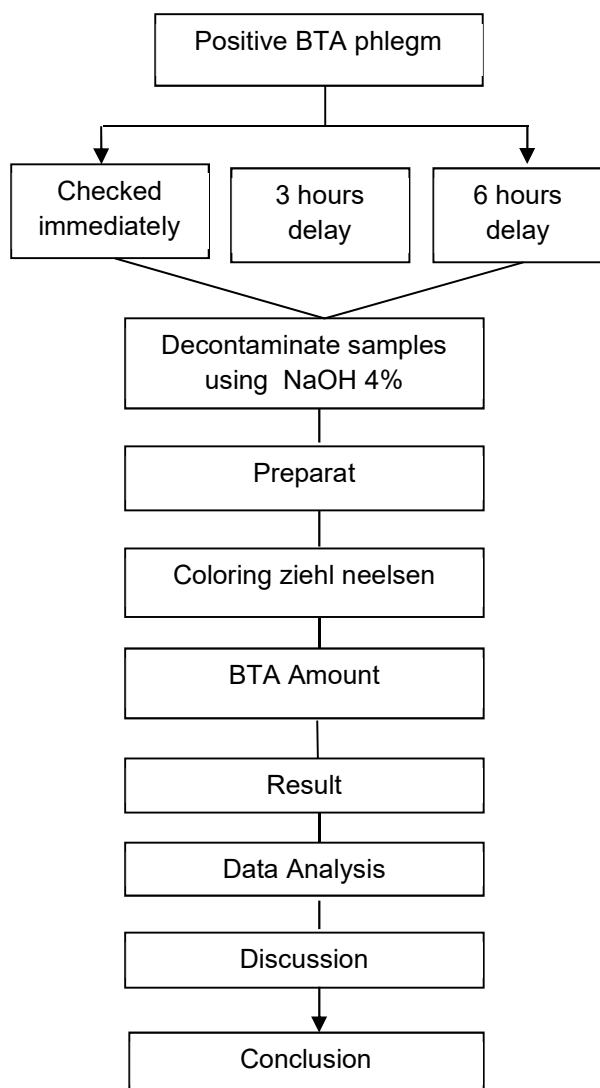 Positive BTA phlegm
Checked
immediately
3 hours
delay
6 hours
delay
Decontaminate samples
using NaOH 4%
Preparat
Coloring ziehl neelsen
BTA Amount
Result
Data Analysis
Discussion
Conclusion